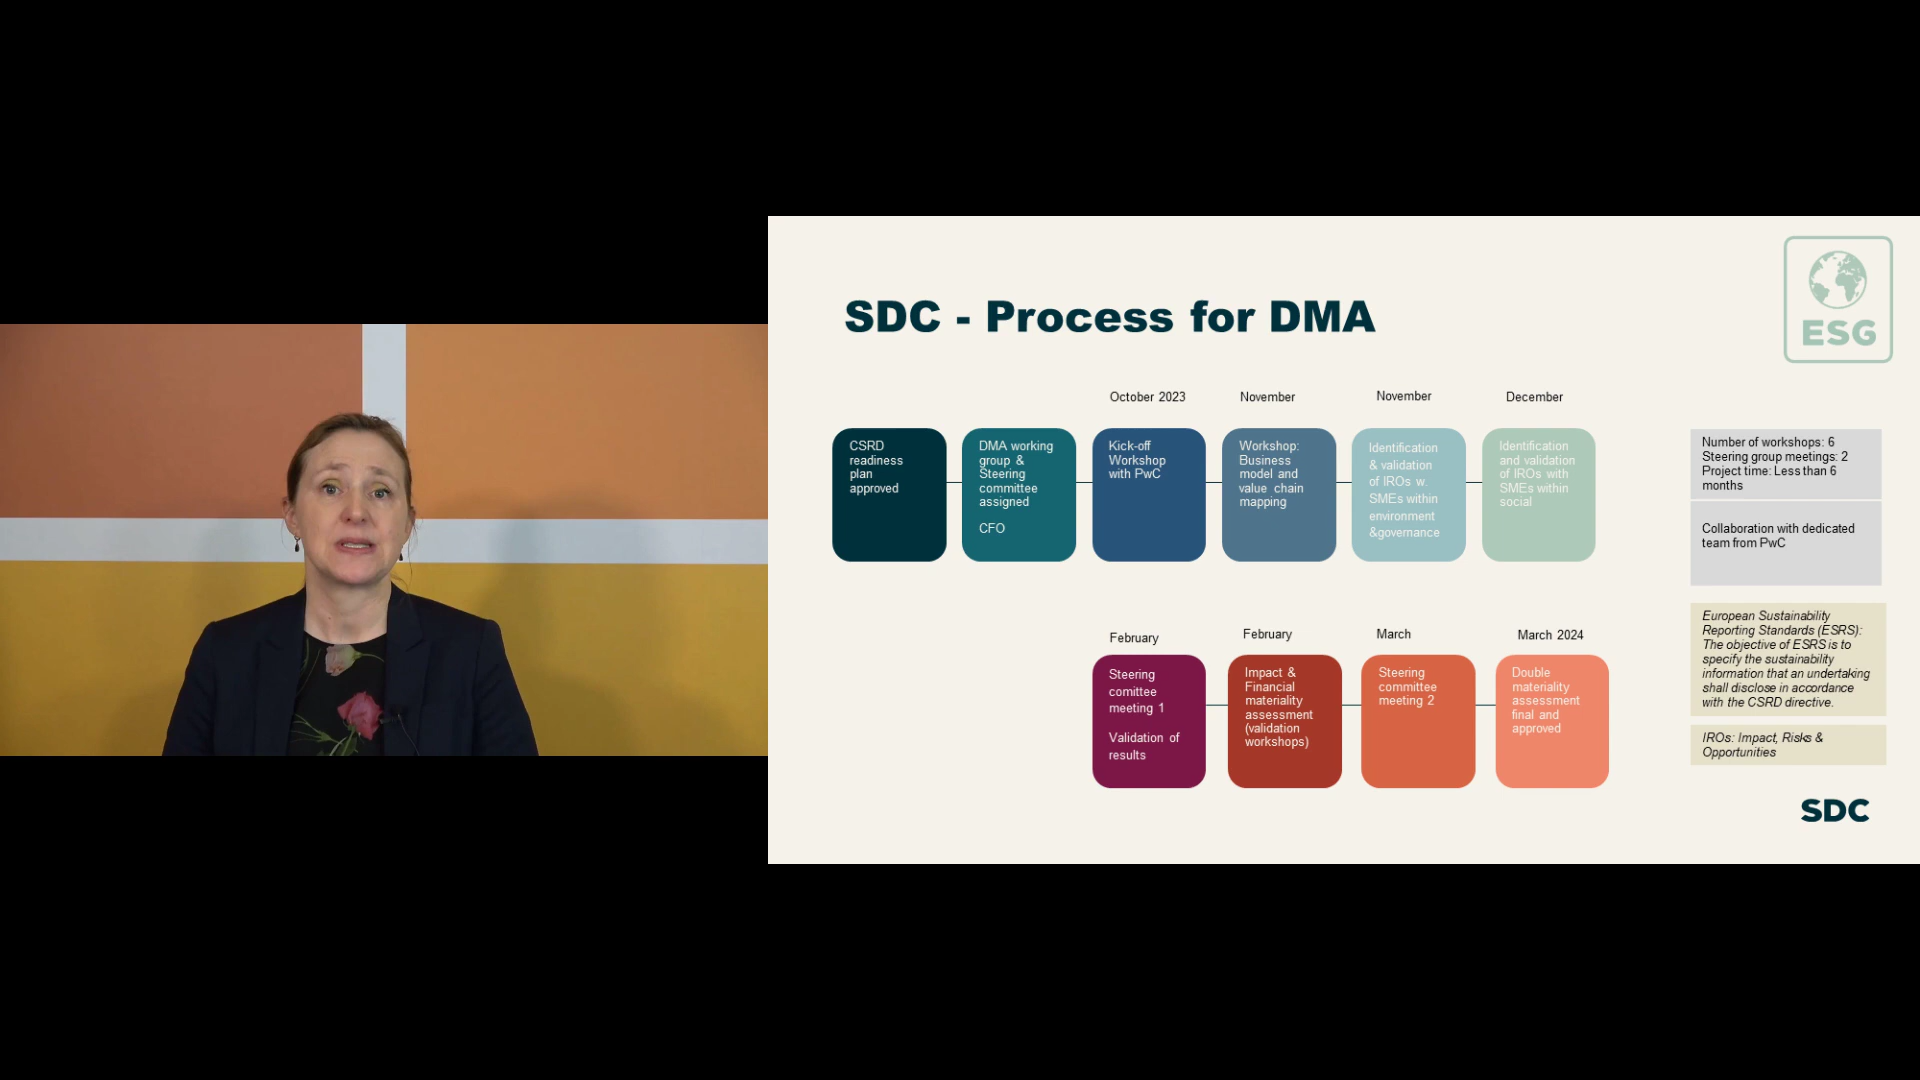 ESG
SDC - Process for DMA
October 2023
November
November
December
CSRD
readiness
plan
approved
DMA working
group &
Steering
committee
assigned
CFO
Kick-off
Workshop
with PwC
Workshop:
Business
model and
value chain
mapping
Identification
& validation
of IROs w.
SMEs within
environment
&governance
Identification
and validation
of IROs with
SMEs within
social
Number of workshops: 6
Steering group meetings: 2
Project time: Less than 6
months
Collaboration with dedicated
team from PwC
February
February
March
March 2024
Steering
comittee
meeting 1
Validation of
results
Impact &
Financial
materiality
assessment
(validation
workshops)
Steering
committee
meeting 2
Double
materiality
assessment
final and
approved
European Sustainability
Reporting Standards (ESRS):
The objective of ESRS is to
specify the sustainability
information that an undertaking
shall disclose in accordance
with the CSRD directive.
IROs: Impact, Risks &
Opportunities
SDC